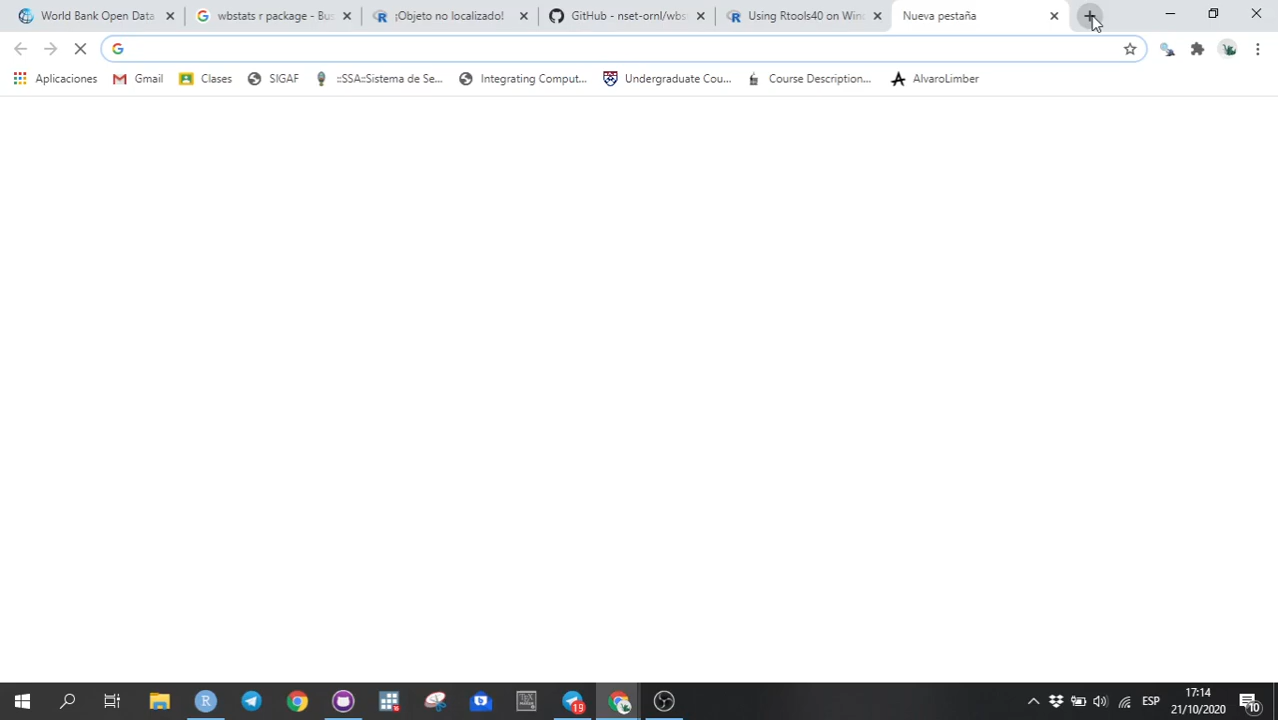 World Bank Open Data
wbstats r package - Bus
¡Objeto no localizado!
GitHub - nset-ornl/wbs
Using Rtools40 on Win
Nueva pestaña
Aplicaciones
Gmail
Clases
SIGAF
::SSA::Sistema de Se...
Integrating Comput...
Undergraduate Cou...
Course Description...
AlvaroLimber
19
ESP
17:14
21/10/2020
10